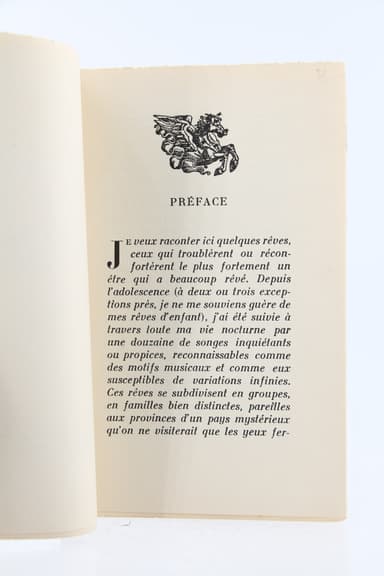 PRÉFACE
JE veux raconter ici quelques rêves,
ceux qui troublèrent ou récon-
fortèrent le plus fortement un
être qui a beaucoup rêvé. Depuis
l'adolescence (à deux ou trois excep-
tions près, je ne me souviens guère de
mes rêves d'enfant), j'ai été suivie à
travers toute ma vie nocturne par
une douzaine de songes inquiétants
ou propices, reconnaissables comme
des motifs musicaux et comme eux
susceptibles de variations infinies.
Ces rêves se subdivisent en groupes,
en familles bien distinctes, pareilles
aux provinces d'un pays mystérieux
qu'on ne visiterait que les yeux fer-